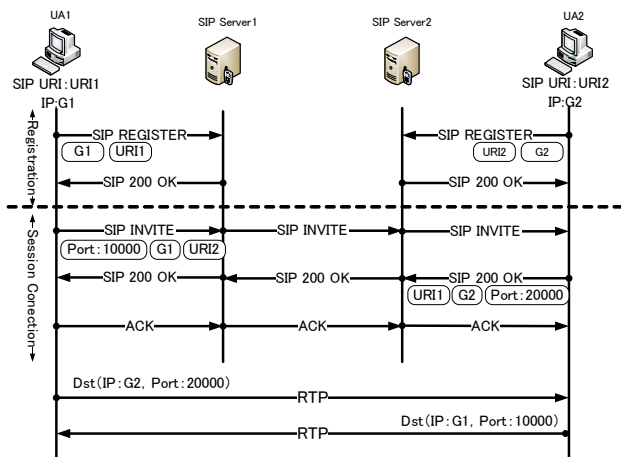 UA1
SIP Server1
SIP Server2
UA2
SIP URI:URI1
IP:G1
SIP URI:URI2
IP:G2
Registration
SIP REGISTER
G1
URI1
SIP REGISTER
URI2
G2
SIP 200 OK
SIP 200 OK
Session Conection
SIP INVITE
SIP INVITE
SIP INVITE
Port:10000
G1
URI2
SIP 200 OK
SIP 200 OK
SIP 200 OK
URI1
G2
Port:20000
ACK
ACK
ACK
Dst(IP:G2, Port:20000)
RTP
Dst(IP:G1, Port:10000)
RTP